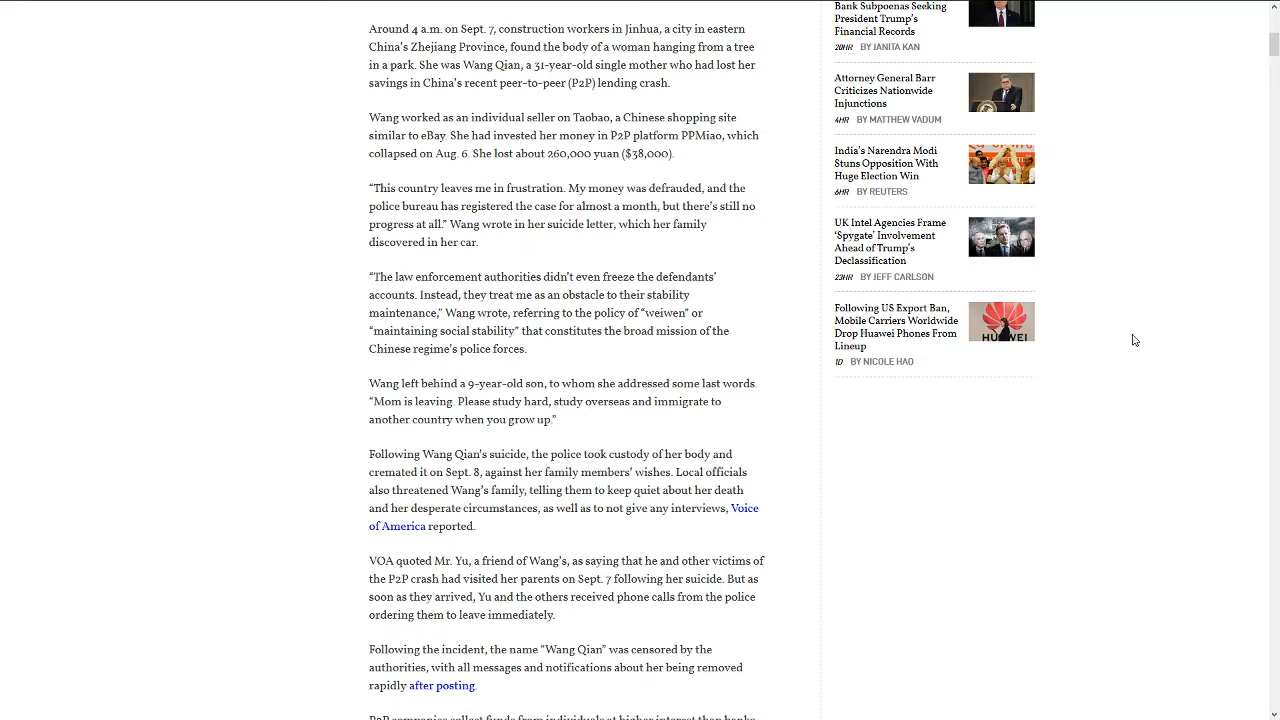 Around 4 a.m. on Sept. 7, construction workers in Jinhua, a city in eastern
China's Zhejiang Province, found the body of a woman hanging from a tree
in a park. She was Wang Qian, a 31-year-old single mother who had lost her
savings in China's recent peer-to-peer (P2P) lending crash.
Wang worked as an individual seller on Taobao, a Chinese shopping site
similar to eBay. She had invested her money in P2P platform PPMiao, which
collapsed on Aug. 6. She lost about 260,000 yuan ($38,000).
“This country leaves me in frustration. My money was defrauded, and the
police bureau has registered the case for almost a month, but there's still no
progress at all.” Wang wrote in her suicide letter, which her family
discovered in her car.
“The law enforcement authorities didn't even freeze the defendants'
accounts. Instead, they treat me as an obstacle to their stability
maintenance,” Wang wrote, referring to the policy of “weiwen” or
“maintaining social stability” that constitutes the broad mission of the
Chinese regime's police forces.
Wang left behind a 9-year-old son, to whom she addressed some last words.
“Mom is leaving. Please study hard, study overseas and immigrate to
another country when you grow up.”
Following Wang Qian's suicide, the police took custody of her body and
cremated it on Sept. 8, against her family members' wishes. Local officials
also threatened Wang's family, telling them to keep quiet about her death
and her desperate circumstances, as well as to not give any interviews, Voice
of America reported.
VOA quoted Mr. Yu, a friend of Wang's, as saying that he and other victims of
the P2P crash had visited her parents on Sept. 7 following her suicide. But as
soon as they arrived, Yu and the others received phone calls from the police
ordering them to leave immediately.
Following the incident, the name “Wang Qian” was censored by the
authorities, with all messages and notifications about her being removed
rapidly after posting.
P2P companies collect funds from individuals at higher interest than banks
Bank Subpoenas Seeking
President Trump's
Financial Records
20HR BY JANITA KAN
Attorney General Barr
Criticizes Nationwide
Injunctions
4HR BY MATTHEW VADUM
India's Narendra Modi
Stuns Opposition With
Huge Election Win
6HR BY REUTERS
UK Intel Agencies Frame
‘Spygate’ Involvement
Ahead of Trump's
Declassification
23HR BY JEFF CARLSON
Following US Export Ban,
Mobile Carriers Worldwide
Drop Huawei Phones From
Lineup
1D BY NICOLE HAO
HUAWEI